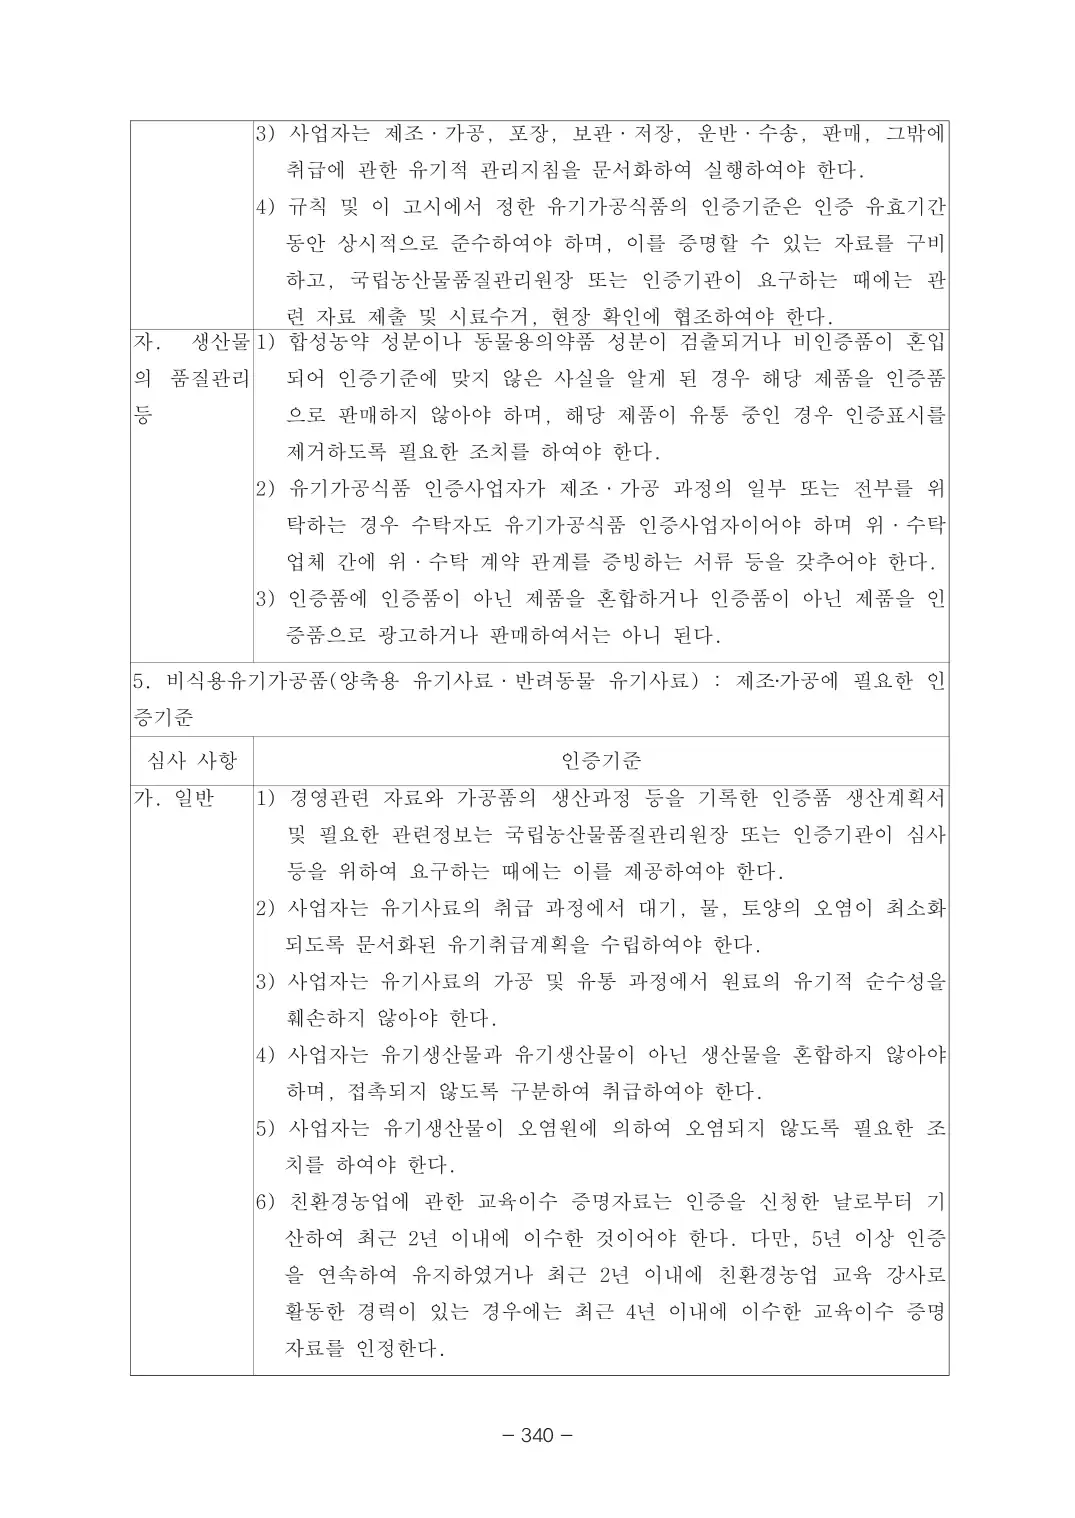 3) 사업자는 제조·가공, 포장, 보관·저장, 운반·수송, 판매, 그밖에
취급에 관한 유기적 관리지침을 문서화하여 실행하여야 한다.
4) 규칙 및 이 고시에서 정한 유기가공식품의 인증기준은 인증 유효기간
동안 상시적으로 준수하여야 하며, 이를 증명할 수 있는 자료를 구비
하고, 국립농산물품질관리원장 또는 인증기관이 요구하는 때에는 관
련 자료 제출 및 시료수거, 현장 확인에 협조하여야 한다.
자. 생산물
의 품질관리
등
1) 합성농약 성분이나 동물용의약품 성분이 검출되거나 비인증품이 혼입
되어 인증기준에 맞지 않은 사실을 알게 된 경우 해당 제품을 인증품
으로 판매하지 않아야 하며, 해당 제품이 유통 중인 경우 인증표시를
제거하도록 필요한 조치를 하여야 한다.
2) 유기가공식품 인증사업자가 제조·가공 과정의 일부 또는 전부를 위
탁하는 경우 수탁자도 유기가공식품 인증사업자이어야 하며 위·수탁
업체 간에 위·수탁 계약 관계를 증빙하는 서류 등을 갖추어야 한다.
3) 인증품에 인증품이 아닌 제품을 혼합하거나 인증품이 아닌 제품을 인
증품으로 광고하거나 판매하여서는 아니 된다.
5. 비식용유기가공품(양축용 유기사료·반려동물 유기사료) : 제조·가공에 필요한 인
증기준
심사 사항
인증기준
가. 일반
1) 경영관련 자료와 가공품의 생산과정 등을 기록한 인증품 생산계획서
및 필요한 관련정보는 국립농산물품질관리원장 또는 인증기관이 심사
등을 위하여 요구하는 때에는 이를 제공하여야 한다.
2) 사업자는 유기사료의 취급 과정에서 대기, 물, 토양의 오염이 최소화
되도록 문서화된 유기취급계획을 수립하여야 한다.
3) 사업자는 유기사료의 가공 및 유통 과정에서 원료의 유기적 순수성을
훼손하지 않아야 한다.
4) 사업자는 유기생산물과 유기생산물이 아닌 생산물을 혼합하지 않아야
하며, 접촉되지 않도록 구분하여 취급하여야 한다.
5) 사업자는 유기생산물이 오염원에 의하여 오염되지 않도록 필요한 조
치를 하여야 한다.
6) 친환경농업에 관한 교육이수 증명자료는 인증을 신청한 날로부터 기
산하여 최근 2년 이내에 이수한 것이어야 한다. 다만, 5년 이상 인증
을 연속하여 유지하였거나 최근 2년 이내에 친환경농업 교육 강사로
활동한 경력이 있는 경우에는 최근 4년 이내에 이수한 교육이수 증명
자료를 인정한다.
- 340 -